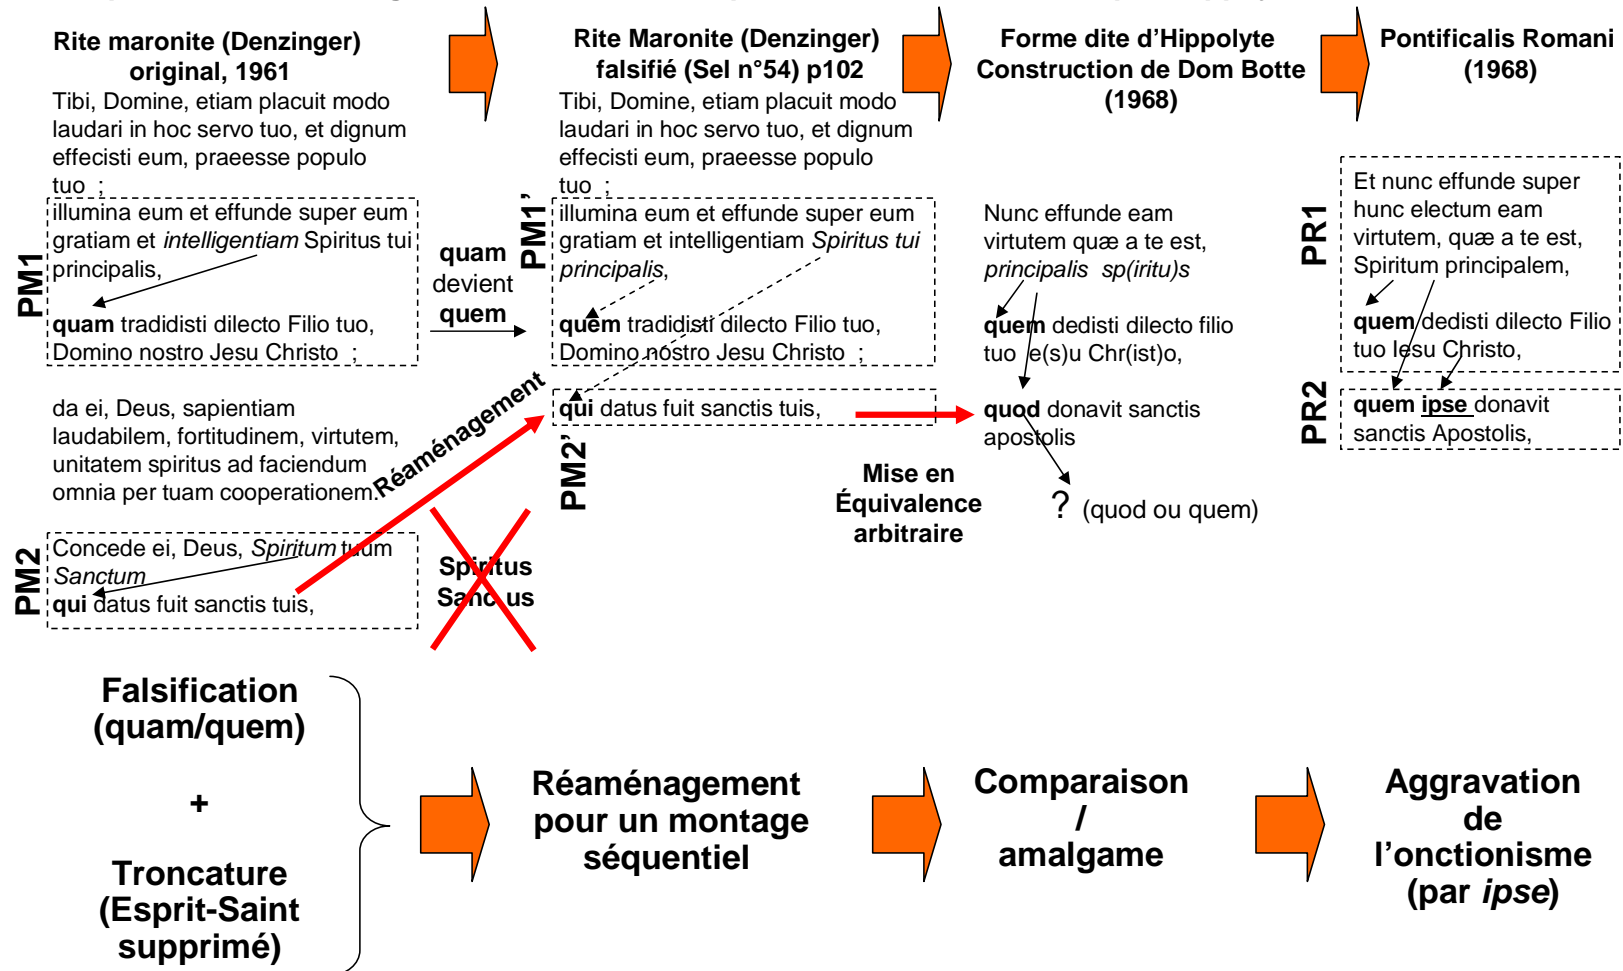 Rite maronite (Denzinger)
original, 1961
Tibi, Domine, etiam placuit modo
laudari in hoc servo tuo, et dignum
effecisti eum, praeesse populo
tuo ;
PM1
illumina eum et effunde super eum
gratiam et intelligentiam Spiritus tui
principalis,
quam tradidisti dilecto Filio tuo,
Domino nostro Jesu Christo ;
da ei, Deus, sapientiam
laudabilem, fortitudinem, virtutem,
unitatem spiritus ad faciendum
omnia per tuam cooperationem.
PM2
Concede ei, Deus, Spiritum tuum
Sanctum
qui datus fuit sanctis tuis,
quam
devient
quem
Réaménagement
Spiritus
Rite Maronite (Denzinger)
falsifié (Sel n°54) p102
Tibi, Domine, etiam placuit modo
laudari in hoc servo tuo, et dignum
effecisti eum, praeesse populo
tuo ;
PM1'
illumina eum et effunde super eum
gratiam et intelligentiam Spiritus tui
principalis,
quem tradidisti dilecto Filio tuo,
Domino nostro Jesu Christo ;
PM2'
qui datus fuit sanctis tuis,
Mise en
Équivalence
arbitraire
Forme dite d'Hippolyte
Construction de Dom Botte
(1968)
Nunc effunde eam
virtutem quæ a te est,
principalis sp(iritu)s
quem dedisti dilecto filio
tuo e(s)u Chr(ist)o,
quod donavit sanctis
apostolis
? (quod ou quem)
Pontificalis Romani
(1968)
PR1
Et nunc effunde super
hunc electum eam
virtutem, quæ a te est,
Spiritum principalem,
quem dedisti dilecto Filio
tuo Iesu Christo,
PR2
quem ipse donavit
sanctis Apostolis,
Falsification
(quam/quem)
+
Troncature
(Esprit-Saint
supprimé)
Réaménagement
pour un montage
séquentiel
Comparaison
/
amalgame
Aggravation
de
l'onctionisme
(par ipse)